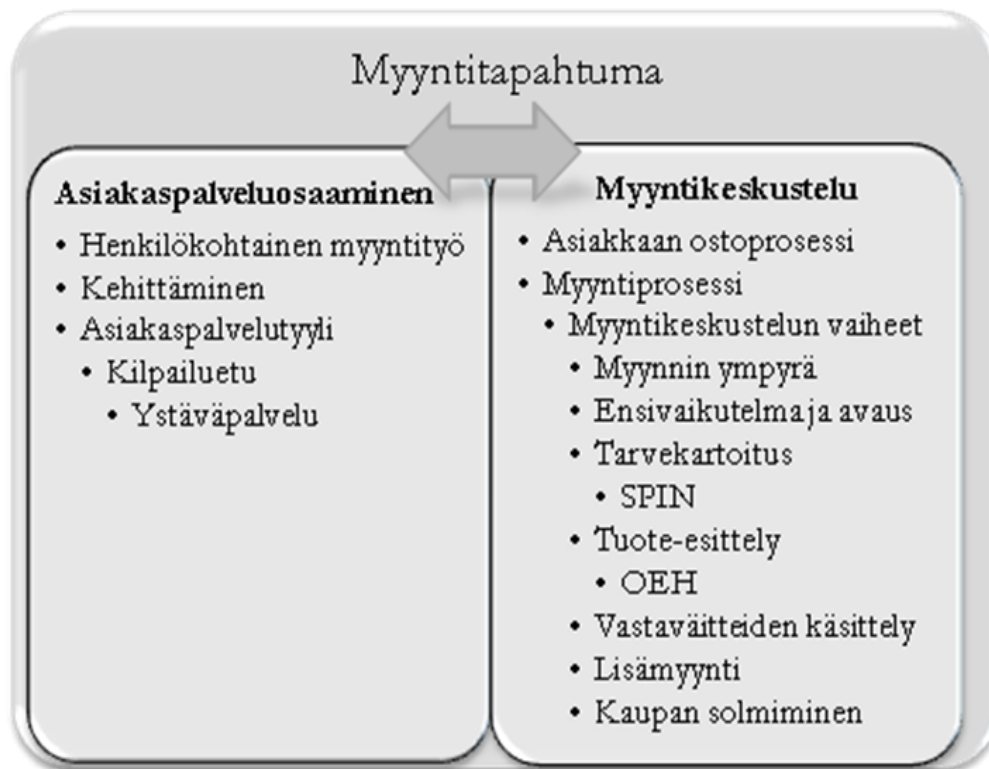 Myyntitapahtuma
Asiakaspalveluosaaminen
• Henkilökohtainen myyntityö
• Kehittäminen
• Asiakaspalvelutyyli
• Kilpailuetu
• Ystäväpalvelu
Myyntikeskustelu
• Asiakkaan ostoprosessi
• Myyntiprosessi
• Myyntikeskustelun vaiheet
• Myynnin ympyrä
• Ensivaikutelma ja avaus
• Tarvekartoitus
• SPIN
• Tuote-esittely
• OEH
• Vastaväitteiden käsittely
• Lisämyynti
• Kaupan solmiminen